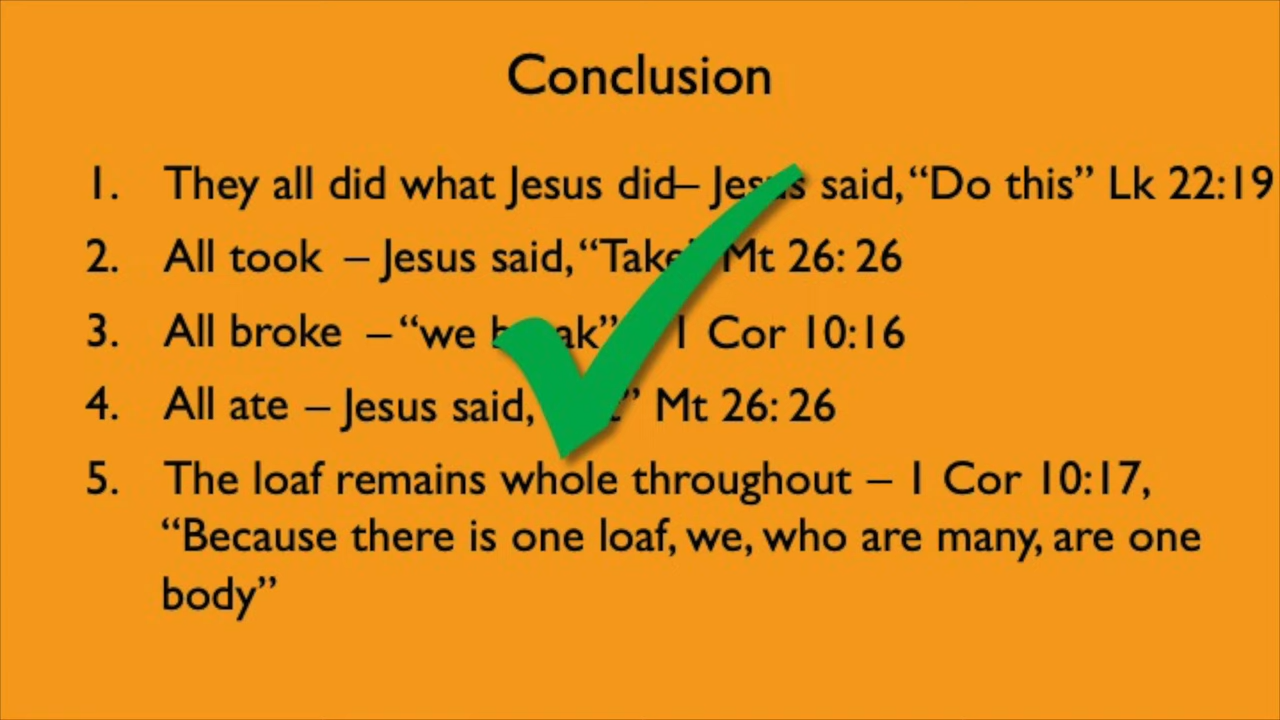 Conclusion
1. They all did what Jesus did– Jesus said, “Do this” Lk 22:19
2. All took – Jesus said, “Take” Mt 26: 26
3. All broke – “we break” 1 Cor 10:16
4. All ate – Jesus said, Mt 26: 26
5. The loaf remains whole throughout – 1 Cor 10:17,
“Because there is one loaf, we, who are many, are one
body”